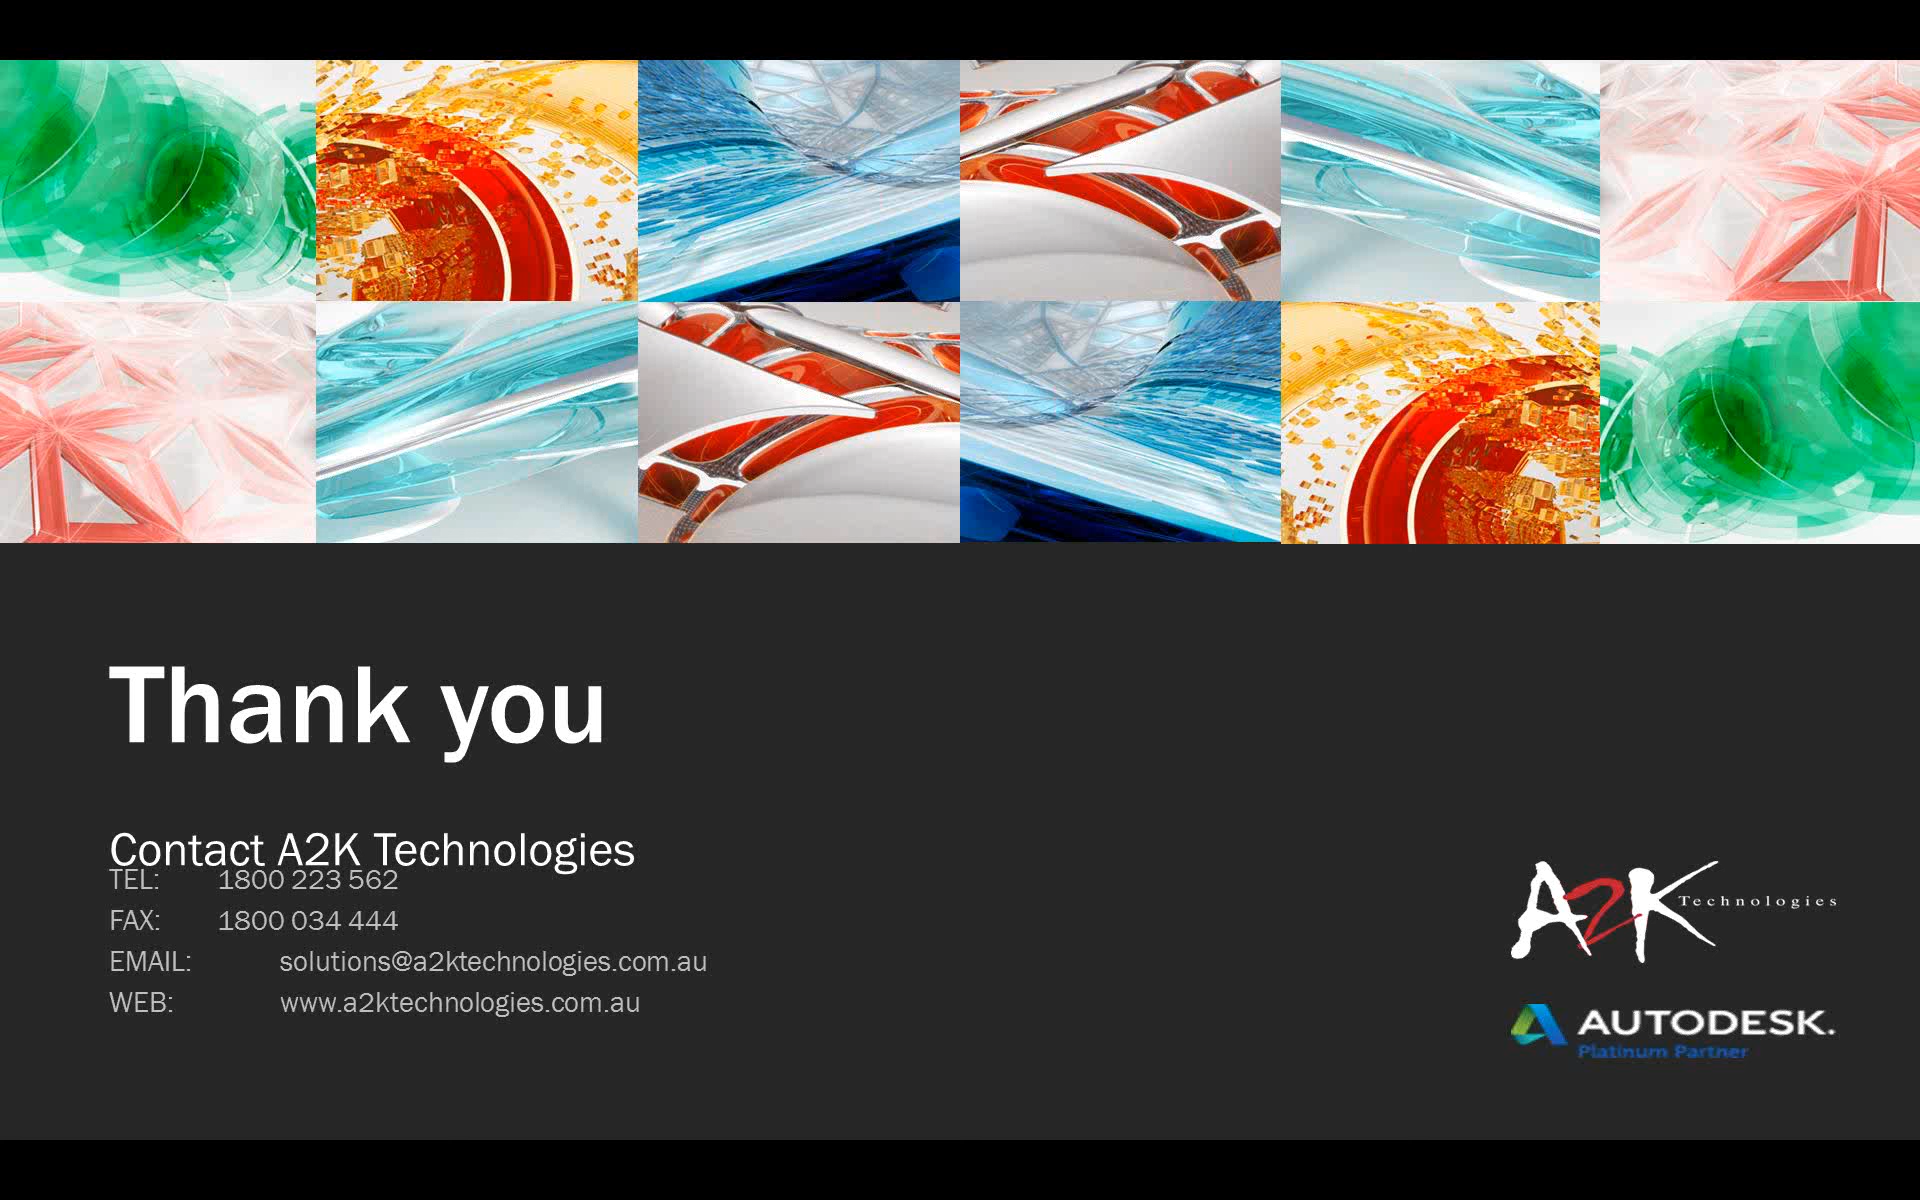 Thank you
Contact A2K Technologies
TEL: 1800 223 562
FAX: 1800 034 444
EMAIL: solutions@a2ktechnologies.com.au
WEB: www.a2ktechnologies.com.au
A2K Technologies
AUTODESK.
Platinum Partner